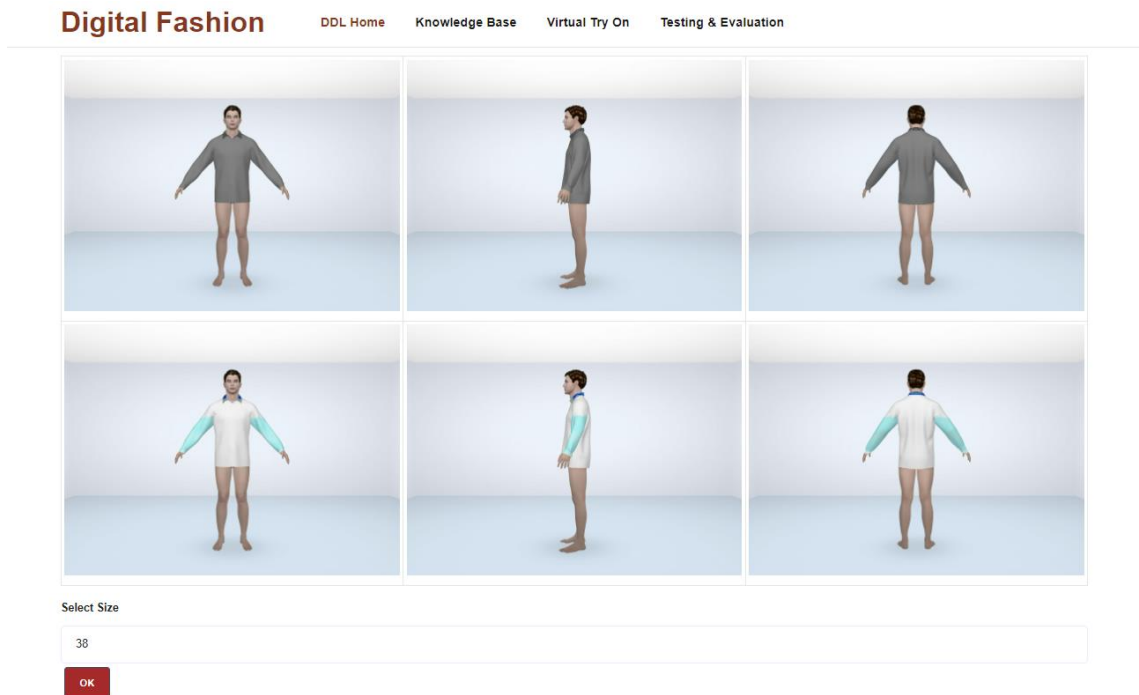 Digital Fashion DDL Home Knowledge Base Virtual Try On Testing & Evaluation
Select Size
38
OK